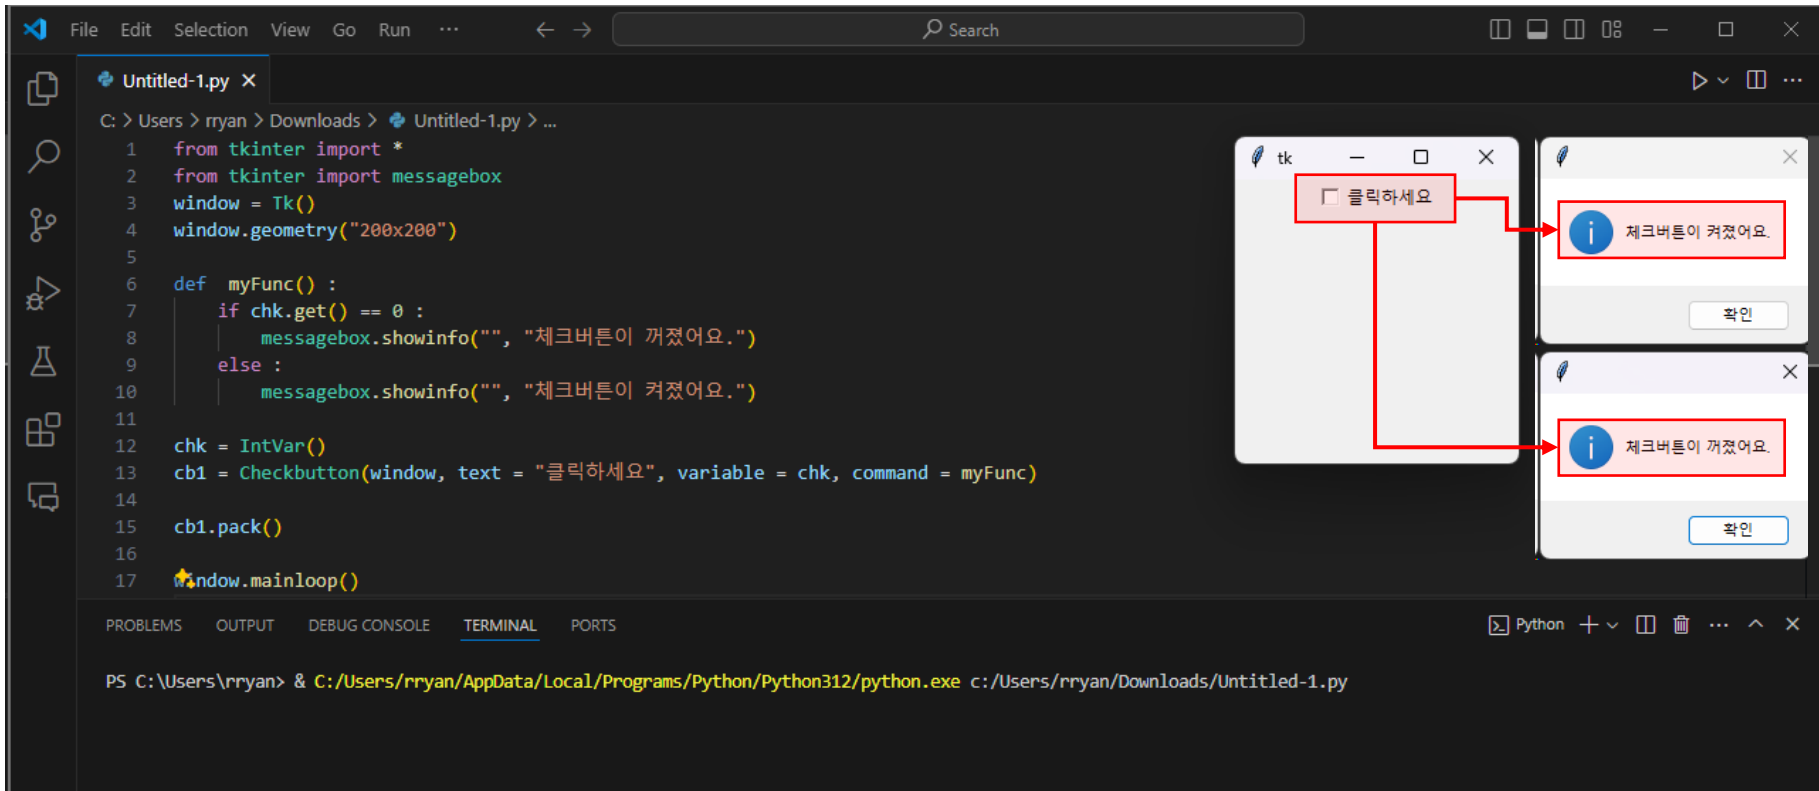 File Edit Selection View Go Run ··· Search
Untitled-1.py
C: > Users > rryan > Downloads > Untitled-1.py > ...
1 from tkinter import *
2 from tkinter import messagebox
3 window = Tk()
4 window.geometry("200x200")
5
6 def  myFunc() :
7     if chk.get() == 0 :
8         messagebox.showinfo("", "체크버튼이 꺼졌어요.")
9     else :
10         messagebox.showinfo("", "체크버튼이 켜졌어요.")
11
12 chk = IntVar()
13 cb1 = Checkbutton(window, text = "클릭하세요", variable = chk, command = myFunc)
14
15 cb1.pack()
16
17 window.mainloop()
tk
클릭하세요
체크버튼이 켜졌어요.
확인
체크버튼이 꺼졌어요.
확인
PROBLEMS OUTPUT DEBUG CONSOLE TERMINAL PORTS Python
PS C:\Users\rryan> & C:/Users/rryan/AppData/Local/Programs/Python/Python312/python.exe c:/Users/rryan/Downloads/Untitled-1.py